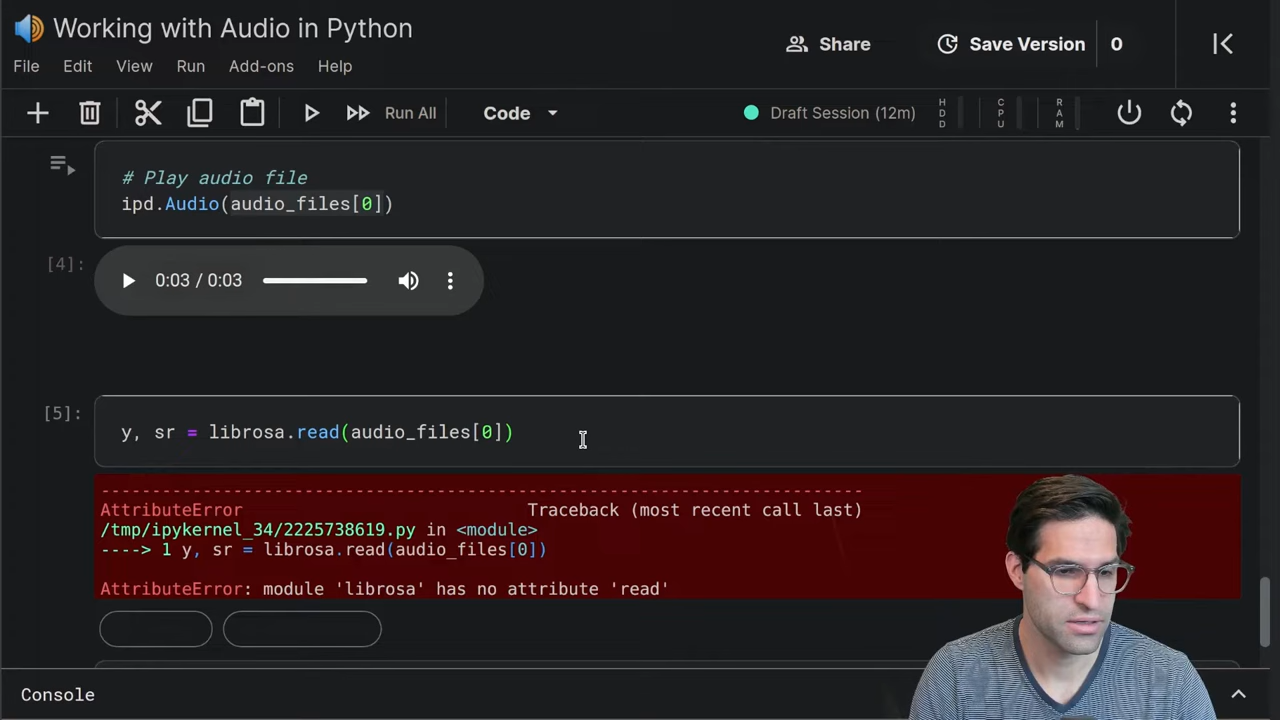 🔊 Working with Audio in Python
Share
Save Version
0
File Edit View Run Add-ons Help
Run All
Code
Draft Session (12m)
HDD
CPU
RAM
# Play audio file
ipd.Audio(audio_files[0])
[4]:
0:03 / 0:03
[5]:
y, sr = librosa.read(audio_files[0])
---------------------------------------------------------------------------
AttributeError                            Traceback (most recent call last)
/tmp/ipykernel_34/2225738619.py in <module>
----> 1 y, sr = librosa.read(audio_files[0])
AttributeError: module 'librosa' has no attribute 'read'
Console